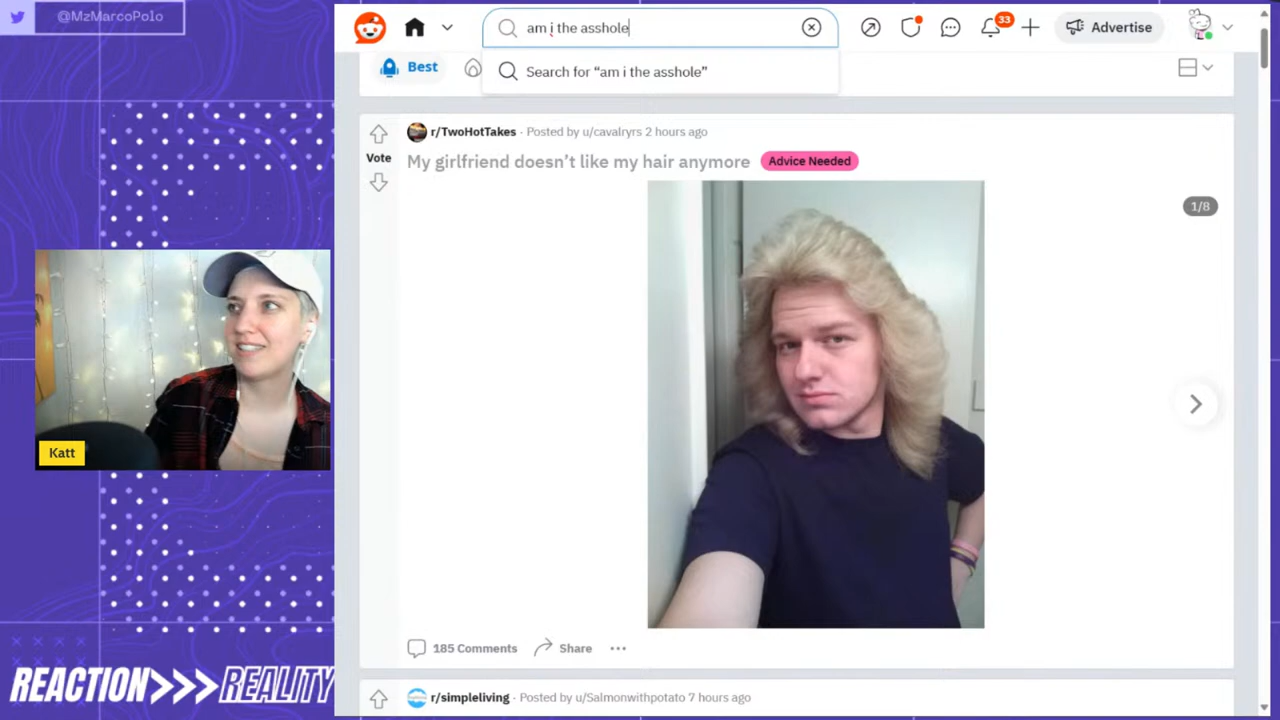 @MzMarcoPolo
am i the asshole
33
Advertise
Search for “am i the asshole”
Best
r/TwoHotTakes · Posted by u/cavalryrs 2 hours ago
Vote
My girlfriend doesn’t like my hair anymore Advice Needed
1/8
Katt
185 Comments Share
REACTION>>>REALITY
r/simpleliving · Posted by u/Salmonwithpotato 7 hours ago